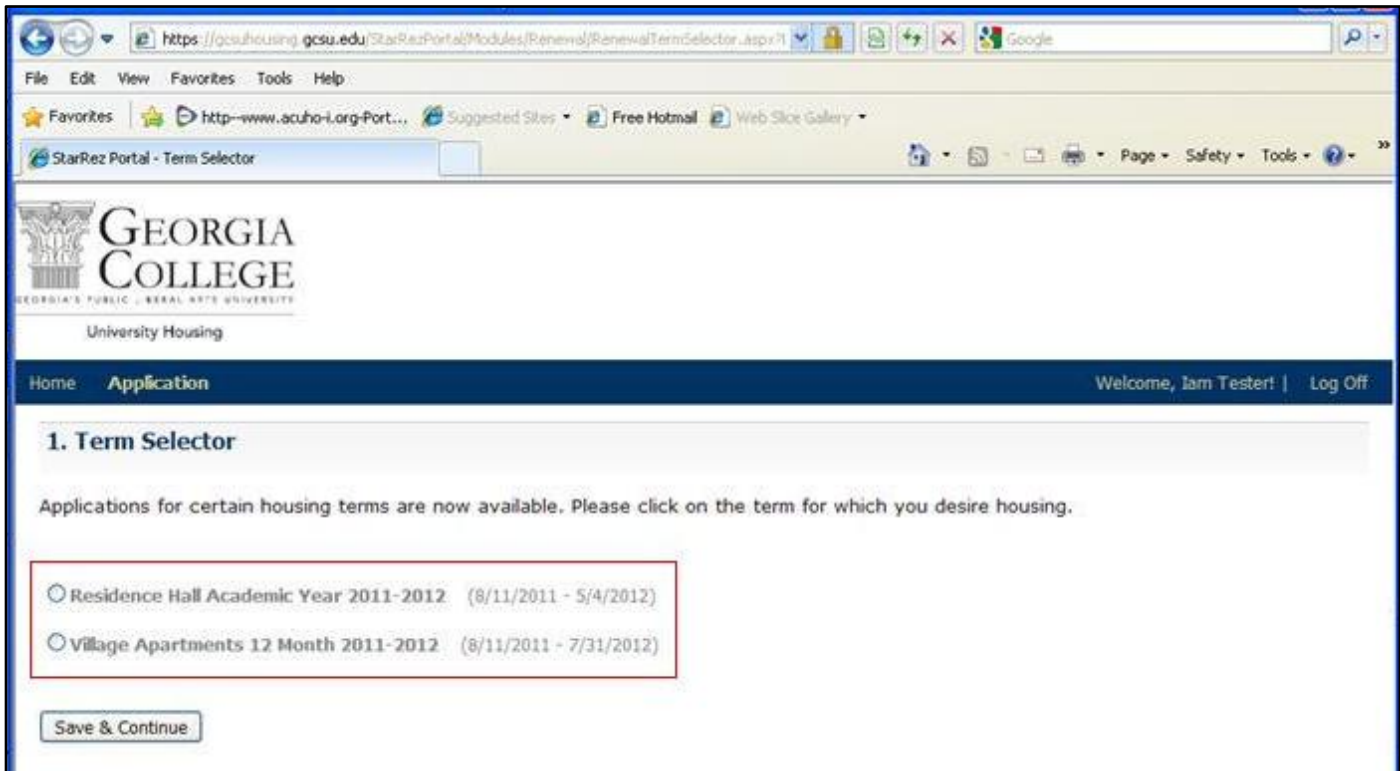 https://gcsuhousing.gcsu.edu/StarRezPortal/Modules/Renewal/RenewalTermSelector.aspx?
Google
File Edit View Favorites Tools Help
Favorites http--www.acuho-i.org-Port... Suggested Sites Free Hotmail Web Slice Gallery
StarRez Portal - Term Selector
Page Safety Tools »
GEORGIA
COLLEGE
GEORGIA'S PUBLIC LIBERAL ARTS UNIVERSITY
University Housing
Home Application Welcome, Iam Tester! | Log Off
1. Term Selector
Applications for certain housing terms are now available. Please click on the term for which you desire housing.
Residence Hall Academic Year 2011-2012 (8/11/2011 - 5/4/2012)
Village Apartments 12 Month 2011-2012 (8/11/2011 - 7/31/2012)
Save & Continue